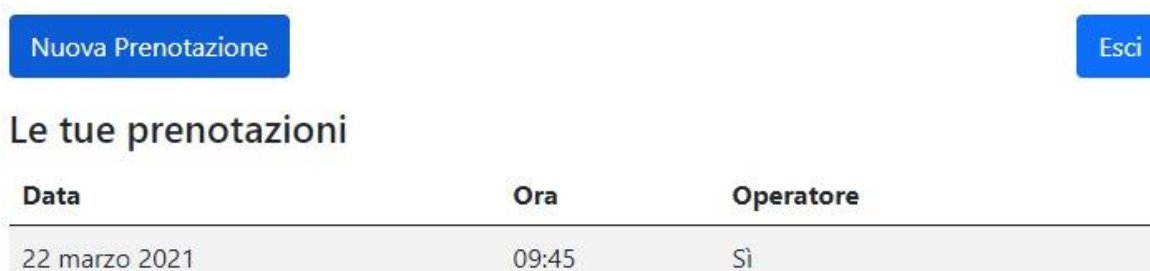 Nuova Prenotazione Esci
Le tue prenotazioni
Data Ora Operatore
22 marzo 2021 09:45 Sì